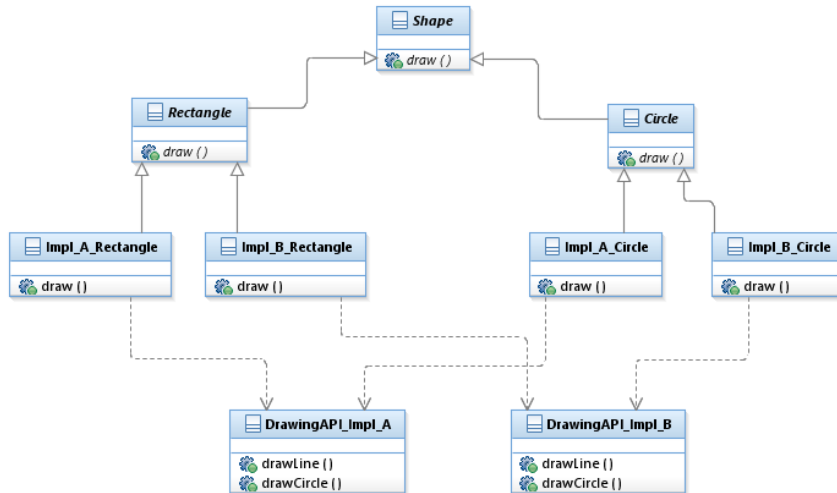 Shape
draw ( )
Rectangle
draw ( )
Circle
draw ( )
Impl_A_Rectangle
draw ( )
Impl_B_Rectangle
draw ( )
Impl_A_Circle
draw ( )
Impl_B_Circle
draw ( )
DrawingAPI_Impl_A
drawLine ( )
drawCircle ( )
DrawingAPI_Impl_B
drawLine ( )
drawCircle ( )